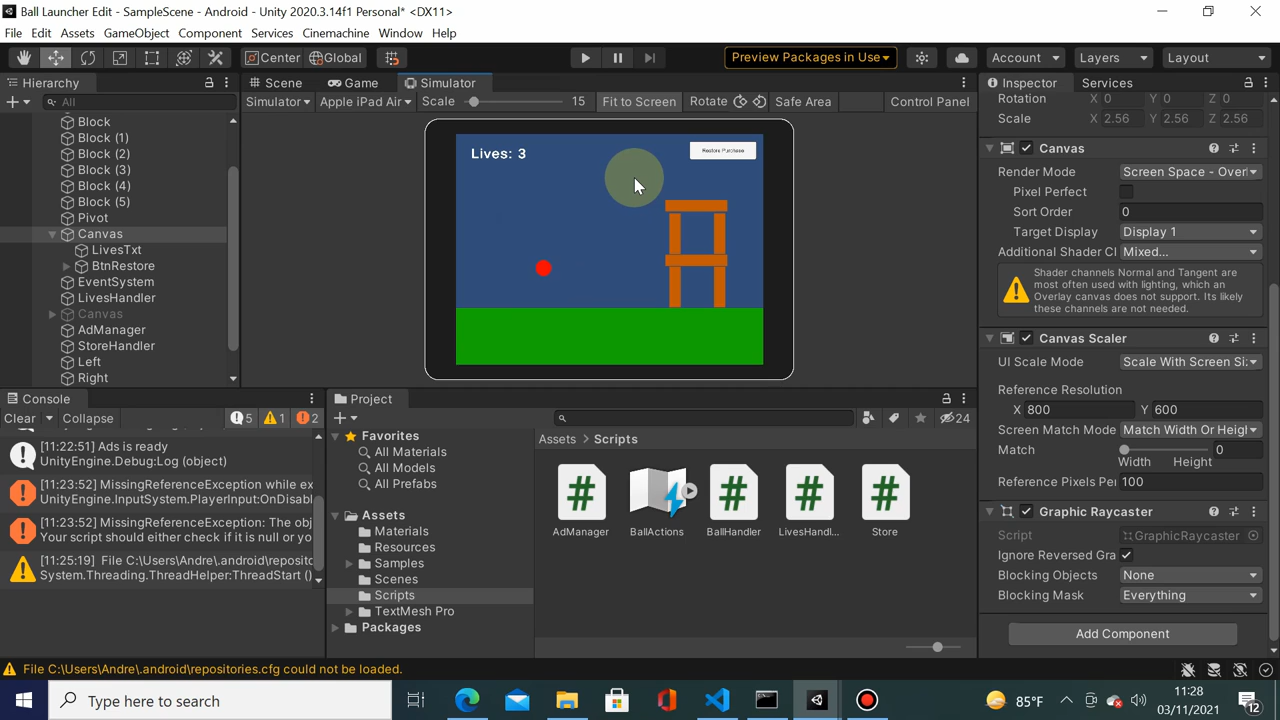 Ball Launcher Edit - SampleScene - Android - Unity 2020.3.14f1 Personal* <DX11>
File Edit Assets GameObject Component Services Cinemachine Window Help
Center Global Preview Packages in Use Account Layers Layout
Hierarchy
All
Block
Block (1)
Block (2)
Block (3)
Block (4)
Block (5)
Pivot
Canvas
LivesTxt
BtnRestore
EventSystem
LivesHandler
Canvas
AdManager
StoreHandler
Left
Right
Scene Game Simulator
Simulator Apple iPad Air Scale 15 Fit to Screen Rotate Safe Area Control Panel
Lives: 3
Restore Purchase
Inspector Services
Rotation X 0 Y 0 Z 0
Scale X 2.56 Y 2.56 Z 2.56
Canvas
Render Mode Screen Space - Overl
Pixel Perfect
Sort Order 0
Target Display Display 1
Additional Shader Cl Mixed...
Shader channels Normal and Tangent are
most often used with lighting, which an
Overlay canvas does not support. Its likely
these channels are not needed.
Canvas Scaler
UI Scale Mode Scale With Screen Si
Reference Resolution
X 800 Y 600
Screen Match Mode Match Width Or Heigl
Match 0
Width Height
Reference Pixels Per 100
Graphic Raycaster
Script GraphicRaycaster
Ignore Reversed Gra
Blocking Objects None
Blocking Mask Everything
Add Component
Console
Clear Collapse 5 1 2
[11:22:51] Ads is ready
UnityEngine.Debug:Log (object)
[11:23:52] MissingReferenceException while ex
UnityEngine.InputSystem.PlayerInput:OnDisabl
[11:23:52] MissingReferenceException: The obj
Your script should either check if it is null or yo
[11:25:19] File C:\Users\Andre\.android\reposito
System.Threading.ThreadHelper:ThreadStart ()
Project
24
Favorites
All Materials
All Models
All Prefabs
Assets
Materials
Resources
Samples
Scenes
Scripts
TextMesh Pro
Packages
Assets Scripts
AdManager BallActions BallHandler LivesHandl... Store
File C:\Users\Andre\.android\repositories.cfg could not be loaded.
Type here to search
85°F
11:28
03/11/2021
12